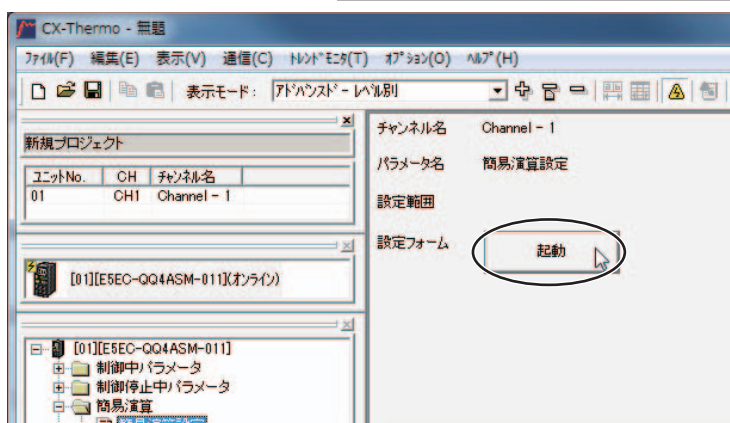 CX-Thermo - 無題
ファイル(F) 編集(E) 表示(V) 通信(C) トレンドモニタ(T) オプション(O) ヘルプ(H)
表示モード: アドバンスド - レベル別
新規プロジェクト
ユニットNo. CH チャンネル名
01 CH1 Channel - 1
[01][E5EC-QQ4ASM-011](オンライン)
[01][E5EC-QQ4ASM-011]
制御中パラメータ
制御停止中パラメータ
簡易演算
簡易演算設定
チャンネル名 Channel - 1
パラメータ名 簡易演算設定
設定範囲
設定フォーム 起動